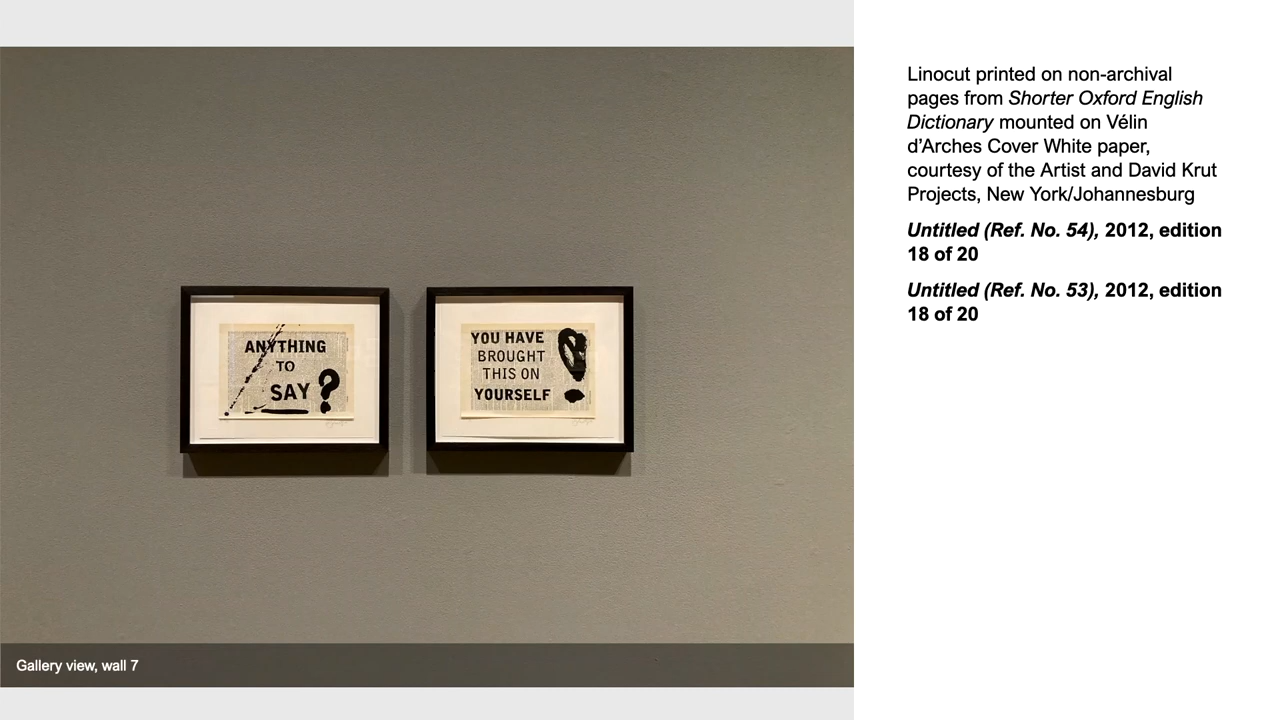 ANYTHING
TO
SAY?
YOU HAVE
BROUGHT
THIS ON
YOURSELF!
Gallery view, wall 7
Linocut printed on non-archival
pages from Shorter Oxford English
Dictionary mounted on Vélin
d’Arches Cover White paper,
courtesy of the Artist and David Krut
Projects, New York/Johannesburg
Untitled (Ref. No. 54), 2012, edition
18 of 20
Untitled (Ref. No. 53), 2012, edition
18 of 20